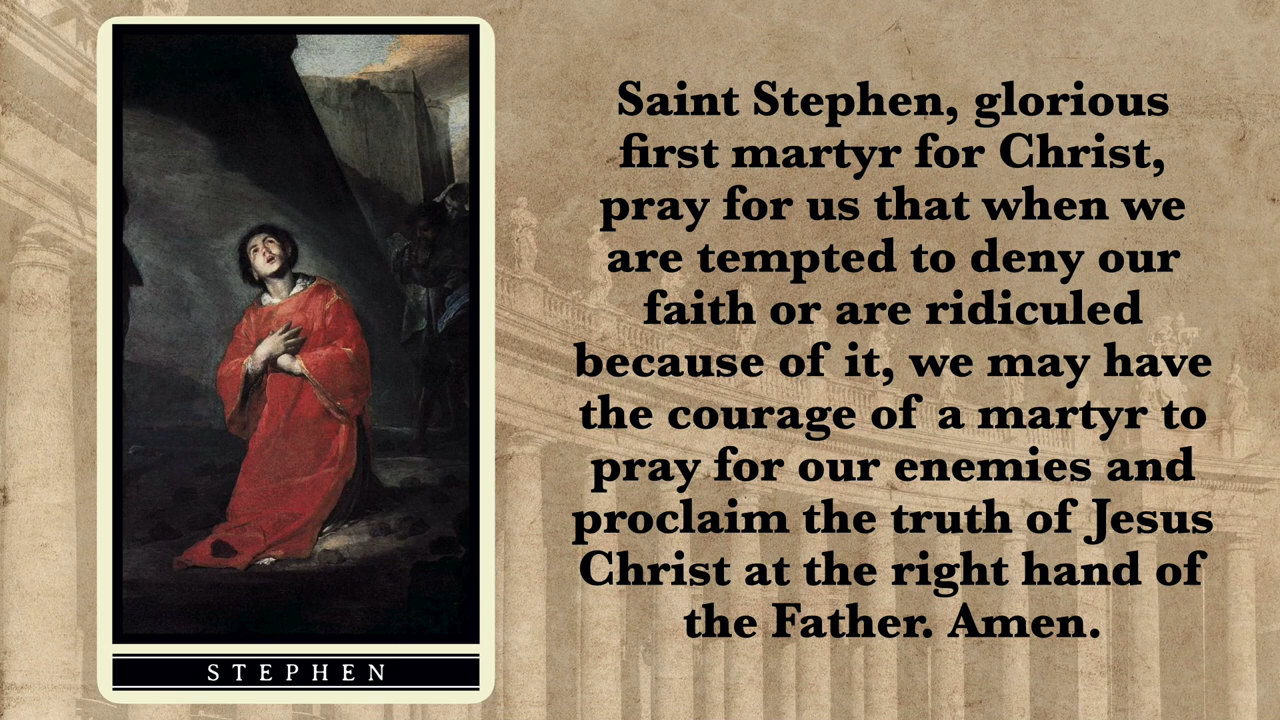 Saint Stephen, glorious
first martyr for Christ,
pray for us that when we
are tempted to deny our
faith or are ridiculed
because of it, we may have
the courage of a martyr to
pray for our enemies and
proclaim the truth of Jesus
Christ at the right hand of
the Father. Amen.
STEPHEN